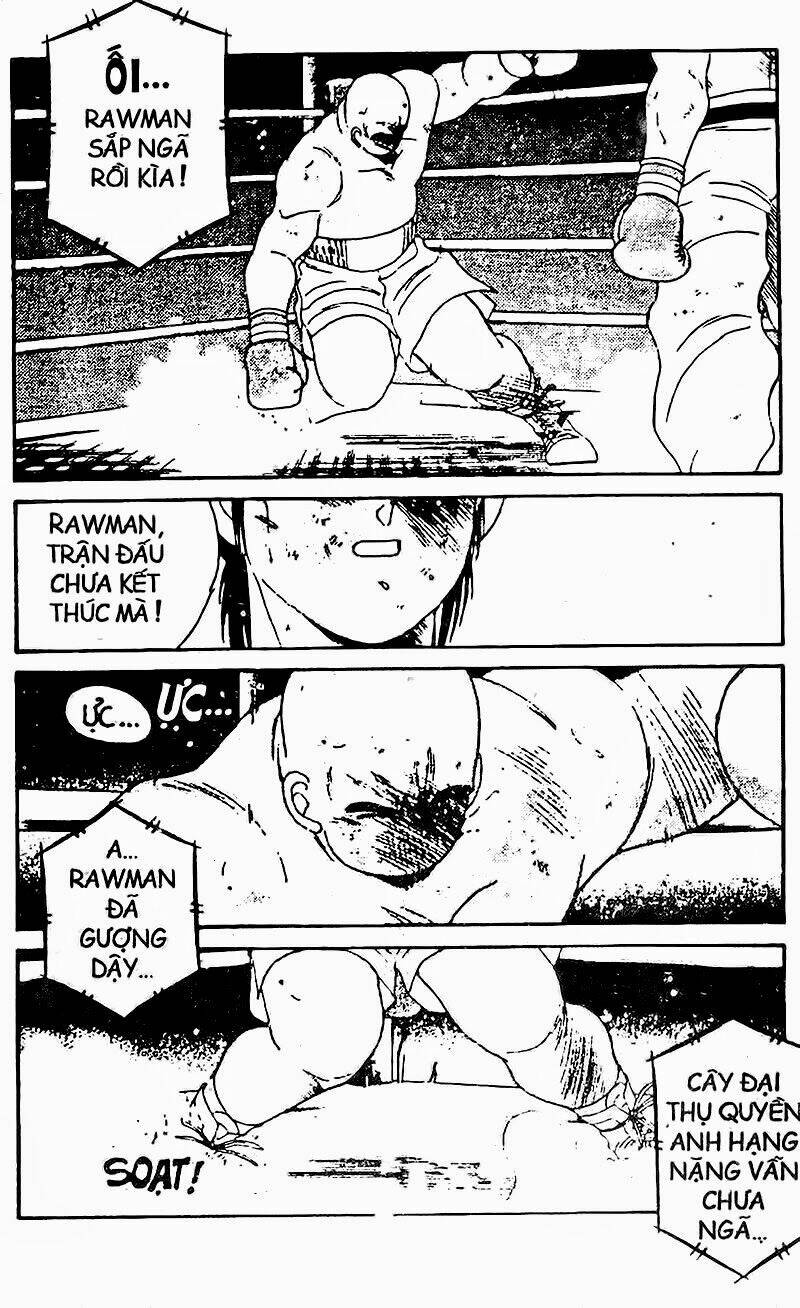 ỐI...
RAWMAN
SẮP NGÃ
RỒI KÌA!
RAWMAN,
TRẬN ĐẤU
CHƯA KẾT
THÚC MÀ!
ỰC...
ỰC...
A...
RAWMAN
ĐÃ
GƯỢNG
DẬY...
CÂY ĐẠI
THỤ QUYỀN
ANH HẠNG
NẶNG VẪN
CHƯA
NGÃ...
SOẠT!